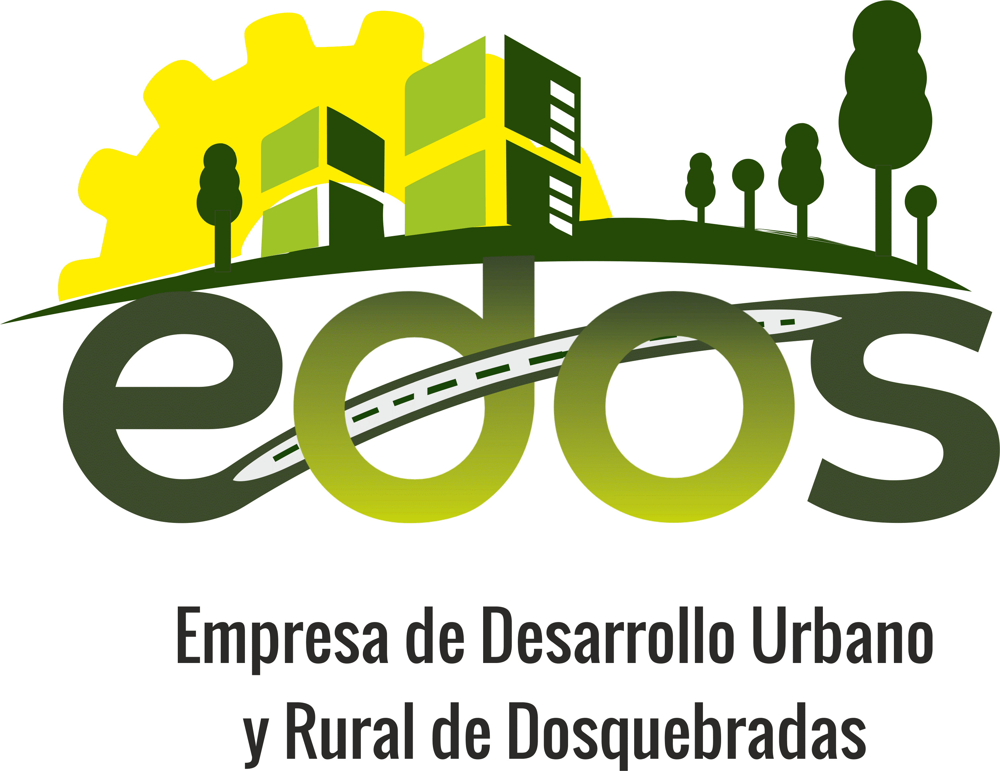 edos
Empresa de Desarrollo Urbano
y Rural de Dosquebradas